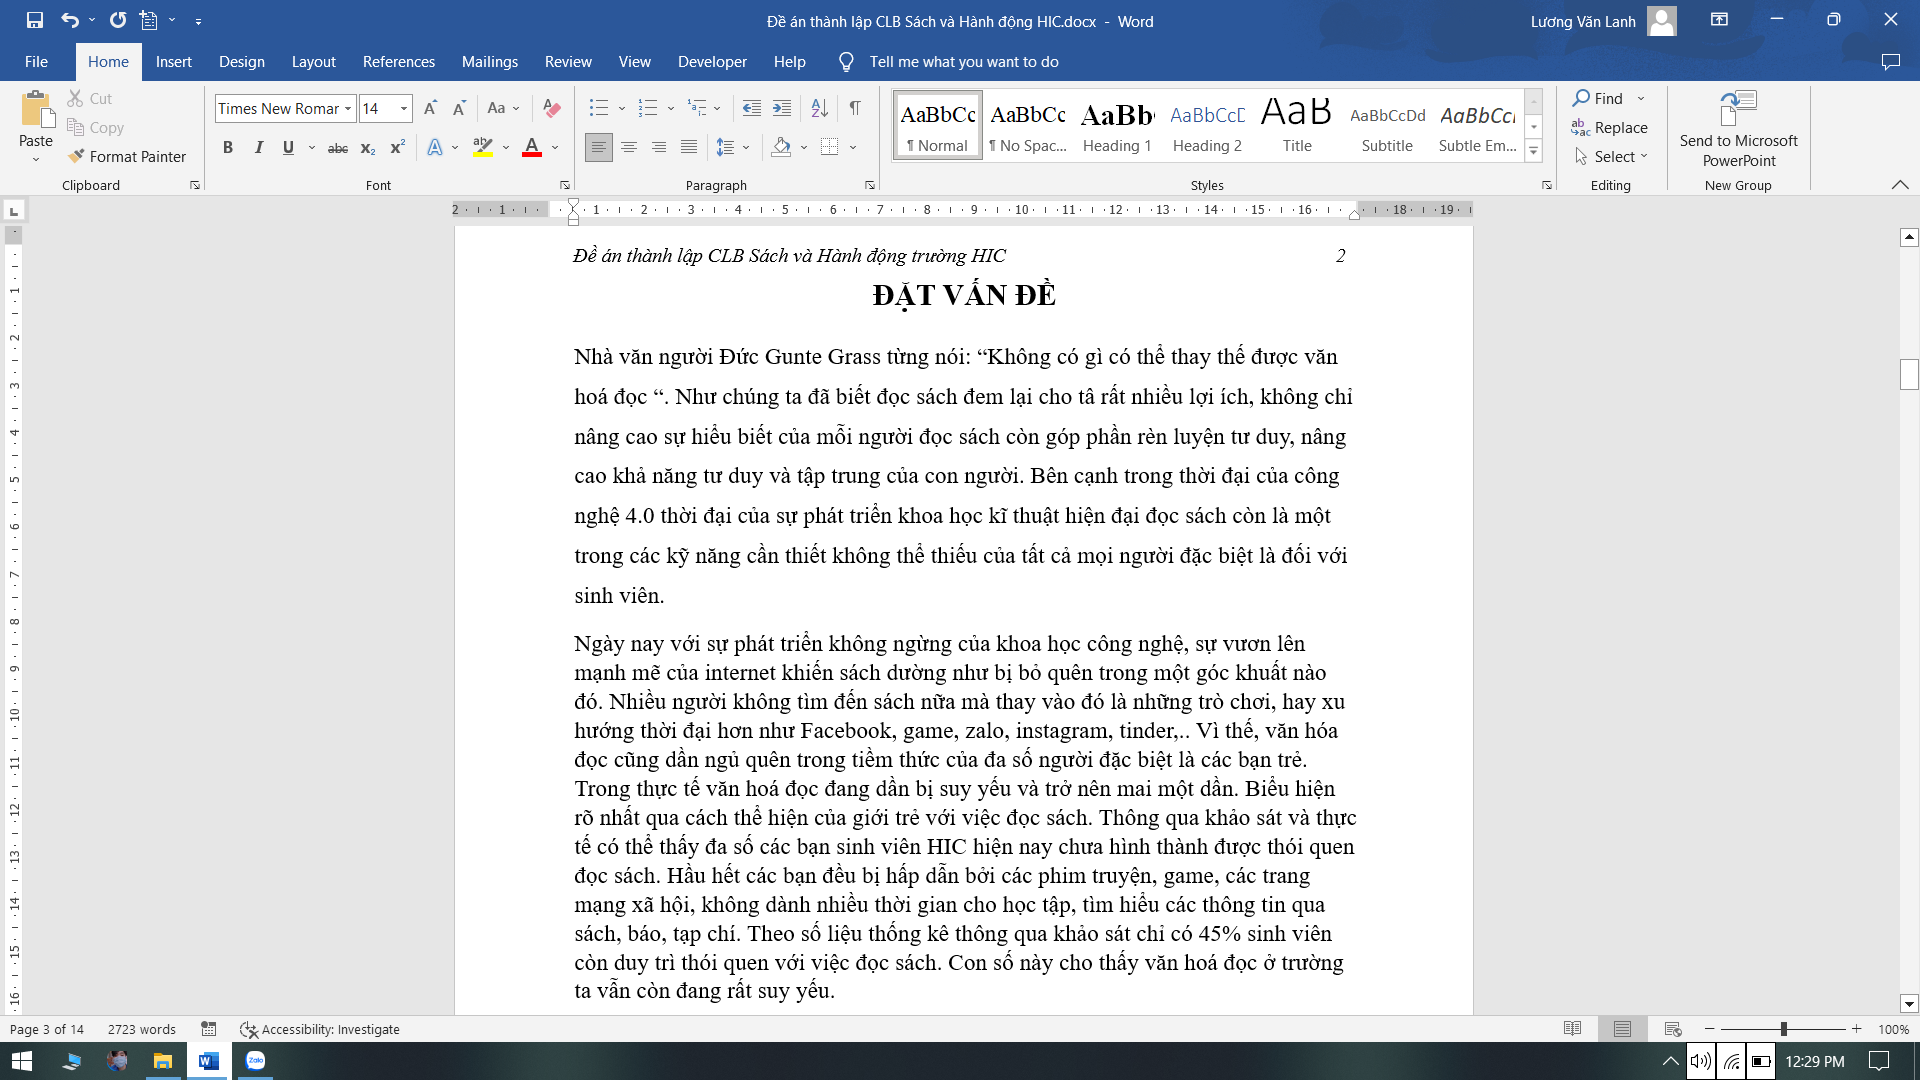 Đề án thành lập CLB Sách và Hành động HIC.docx - Word
Lương Văn Lanh
File Home Insert Design Layout References Mailings Review View Developer Help Tell me what you want to do
Paste
Cut
Copy
Format Painter
Clipboard
Times New Roman 14
Font
Paragraph
AaBbCc AaBbCc AaBb AaBbCcD AaB AaBbCcDd AaBbCc
¶ Normal ¶ No Spac... Heading 1 Heading 2 Title Subtitle Subtle Em...
Styles
Find
Replace
Select
Editing
Send to Microsoft
PowerPoint
New Group
2 1 1 2 3 4 5 6 7 8 9 10 11 12 13 14 15 16 18 19
Đề án thành lập CLB Sách và Hành động trường HIC 2
ĐẶT VẤN ĐỀ
Nhà văn người Đức Gunte Grass từng nói: “Không có gì có thể thay thế được văn
hoá đọc “. Như chúng ta đã biết đọc sách đem lại cho tâ rất nhiều lợi ích, không chỉ
nâng cao sự hiểu biết của mỗi người đọc sách còn góp phần rèn luyện tư duy, nâng
cao khả năng tư duy và tập trung của con người. Bên cạnh trong thời đại của công
nghệ 4.0 thời đại của sự phát triển khoa học kĩ thuật hiện đại đọc sách còn là một
trong các kỹ năng cần thiết không thể thiếu của tất cả mọi người đặc biệt là đối với
sinh viên.
Ngày nay với sự phát triển không ngừng của khoa học công nghệ, sự vươn lên
mạnh mẽ của internet khiến sách dường như bị bỏ quên trong một góc khuất nào
đó. Nhiều người không tìm đến sách nữa mà thay vào đó là những trò chơi, hay xu
hướng thời đại hơn như Facebook, game, zalo, instagram, tinder,.. Vì thế, văn hóa
đọc cũng dần ngủ quên trong tiềm thức của đa số người đặc biệt là các bạn trẻ.
Trong thực tế văn hoá đọc đang dần bị suy yếu và trở nên mai một dần. Biểu hiện
rõ nhất qua cách thể hiện của giới trẻ với việc đọc sách. Thông qua khảo sát và thực
tế có thể thấy đa số các bạn sinh viên HIC hiện nay chưa hình thành được thói quen
đọc sách. Hầu hết các bạn đều bị hấp dẫn bởi các phim truyện, game, các trang
mạng xã hội, không dành nhiều thời gian cho học tập, tìm hiểu các thông tin qua
sách, báo, tạp chí. Theo số liệu thống kê thông qua khảo sát chỉ có 45% sinh viên
còn duy trì thói quen với việc đọc sách. Con số này cho thấy văn hoá đọc ở trường
ta vẫn còn đang rất suy yếu.
Page 3 of 14 2723 words Accessibility: Investigate 100%
12:29 PM